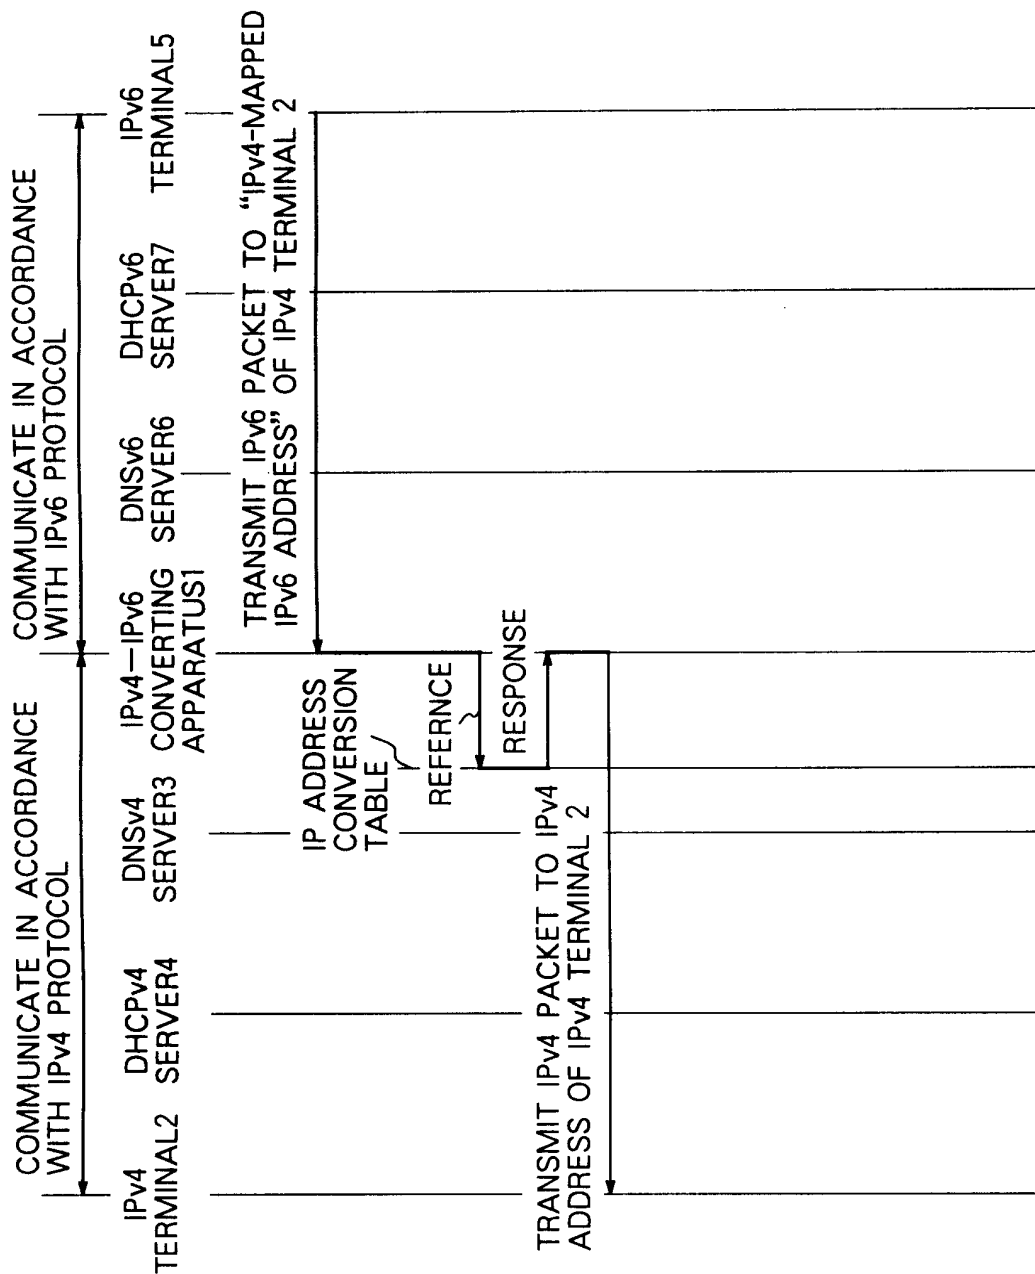 COMMUNICATE IN ACCORDANCE
WITH IPv4 PROTOCOL
COMMUNICATE IN ACCORDANCE
WITH IPv6 PROTOCOL
IPv4
TERMINAL2
DHCPv4
SERVER4
DNSv4
SERVER3
IPv4—IPv6
CONVERTING
APPARATUS1
DNSv6
SERVER6
DHCPv6
SERVER7
IPv6
TERMINAL5
TRANSMIT IPv6 PACKET TO “IPv4-MAPPED
IPv6 ADDRESS” OF IPv4 TERMINAL 2
IP ADDRESS
CONVERSION
TABLE
REFERNCE
RESPONSE
TRANSMIT IPv4 PACKET TO IPv4
ADDRESS OF IPv4 TERMINAL 2